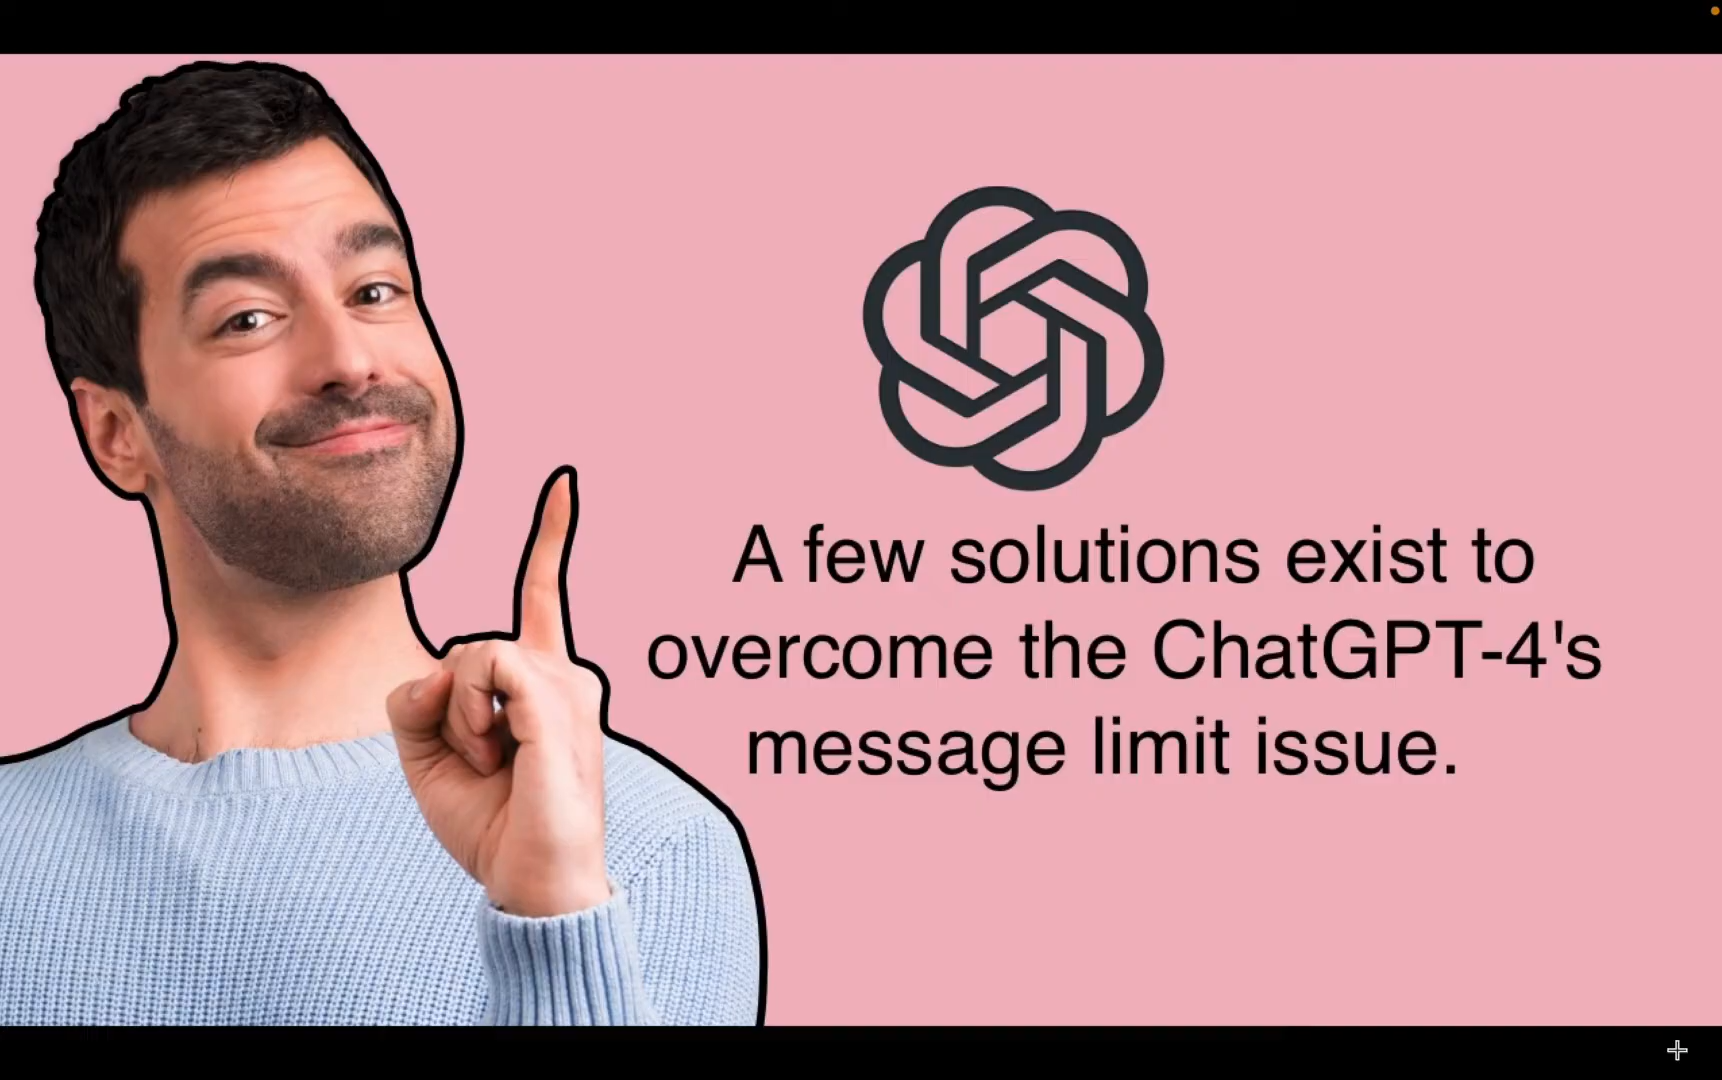 A few solutions exist to
overcome the ChatGPT-4's
message limit issue.